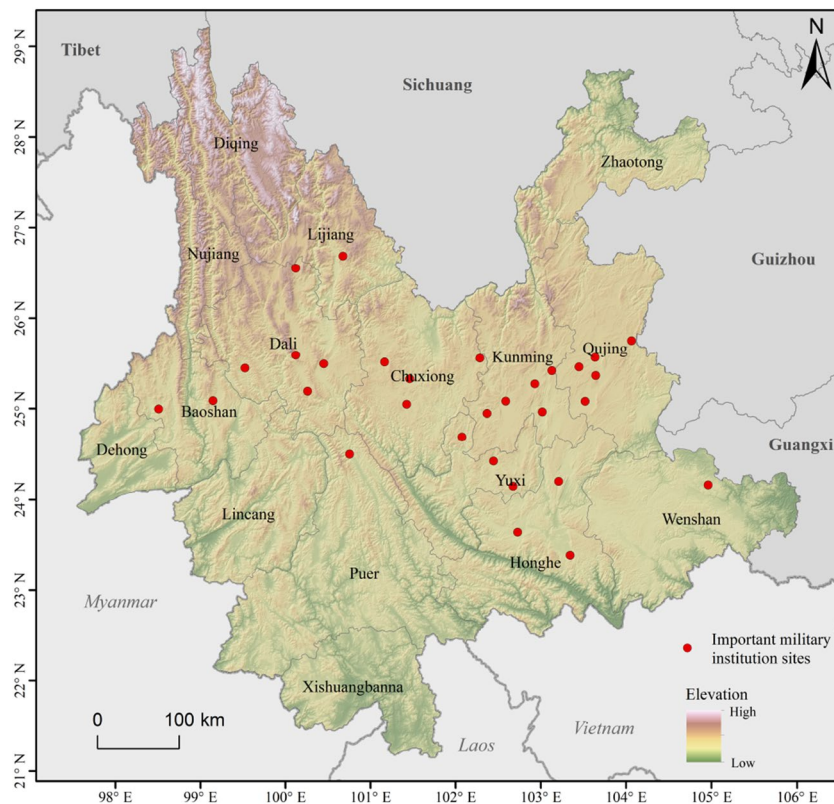 N
29° N
28° N
27° N
26° N
25° N
24° N
23° N
22° N
21° N
Tibet
Sichuang
Diqing
Zhaotong
Nujiang
Lijiang
Guizhou
Dali
Kunming
Qujing
Chuxiong
Baoshan
Dehong
Guangxi
Yuxi
Lincang
Wenshan
Honghe
Puer
Myanmar
Important military
institution sites
Xishuangbanna
Elevation
High
Low
0 100 km
Vietnam
Laos
98° E 99° E 100° E 101° E 102° E 103° E 104° E 105° E 106° E